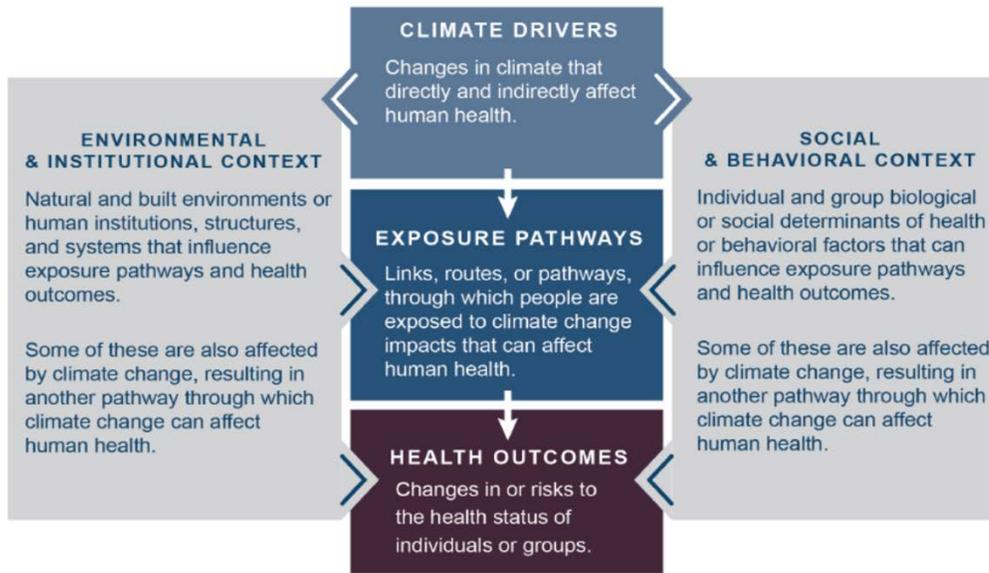 CLIMATE DRIVERS
Changes in climate that
directly and indirectly affect
human health.
ENVIRONMENTAL
& INSTITUTIONAL CONTEXT
Natural and built environments or
human institutions, structures,
and systems that influence
exposure pathways and health
outcomes.
Some of these are also affected
by climate change, resulting in
another pathway through which
climate change can affect
human health.
EXPOSURE PATHWAYS
Links, routes, or pathways,
through which people are
exposed to climate change
impacts that can affect
human health.
SOCIAL
& BEHAVIORAL CONTEXT
Individual and group biological
or social determinants of health
or behavioral factors that can
influence exposure pathways
and health outcomes.
Some of these are also affected
by climate change, resulting in
another pathway through which
climate change can affect
human health.
HEALTH OUTCOMES
Changes in or risks to
the health status of
individuals or groups.